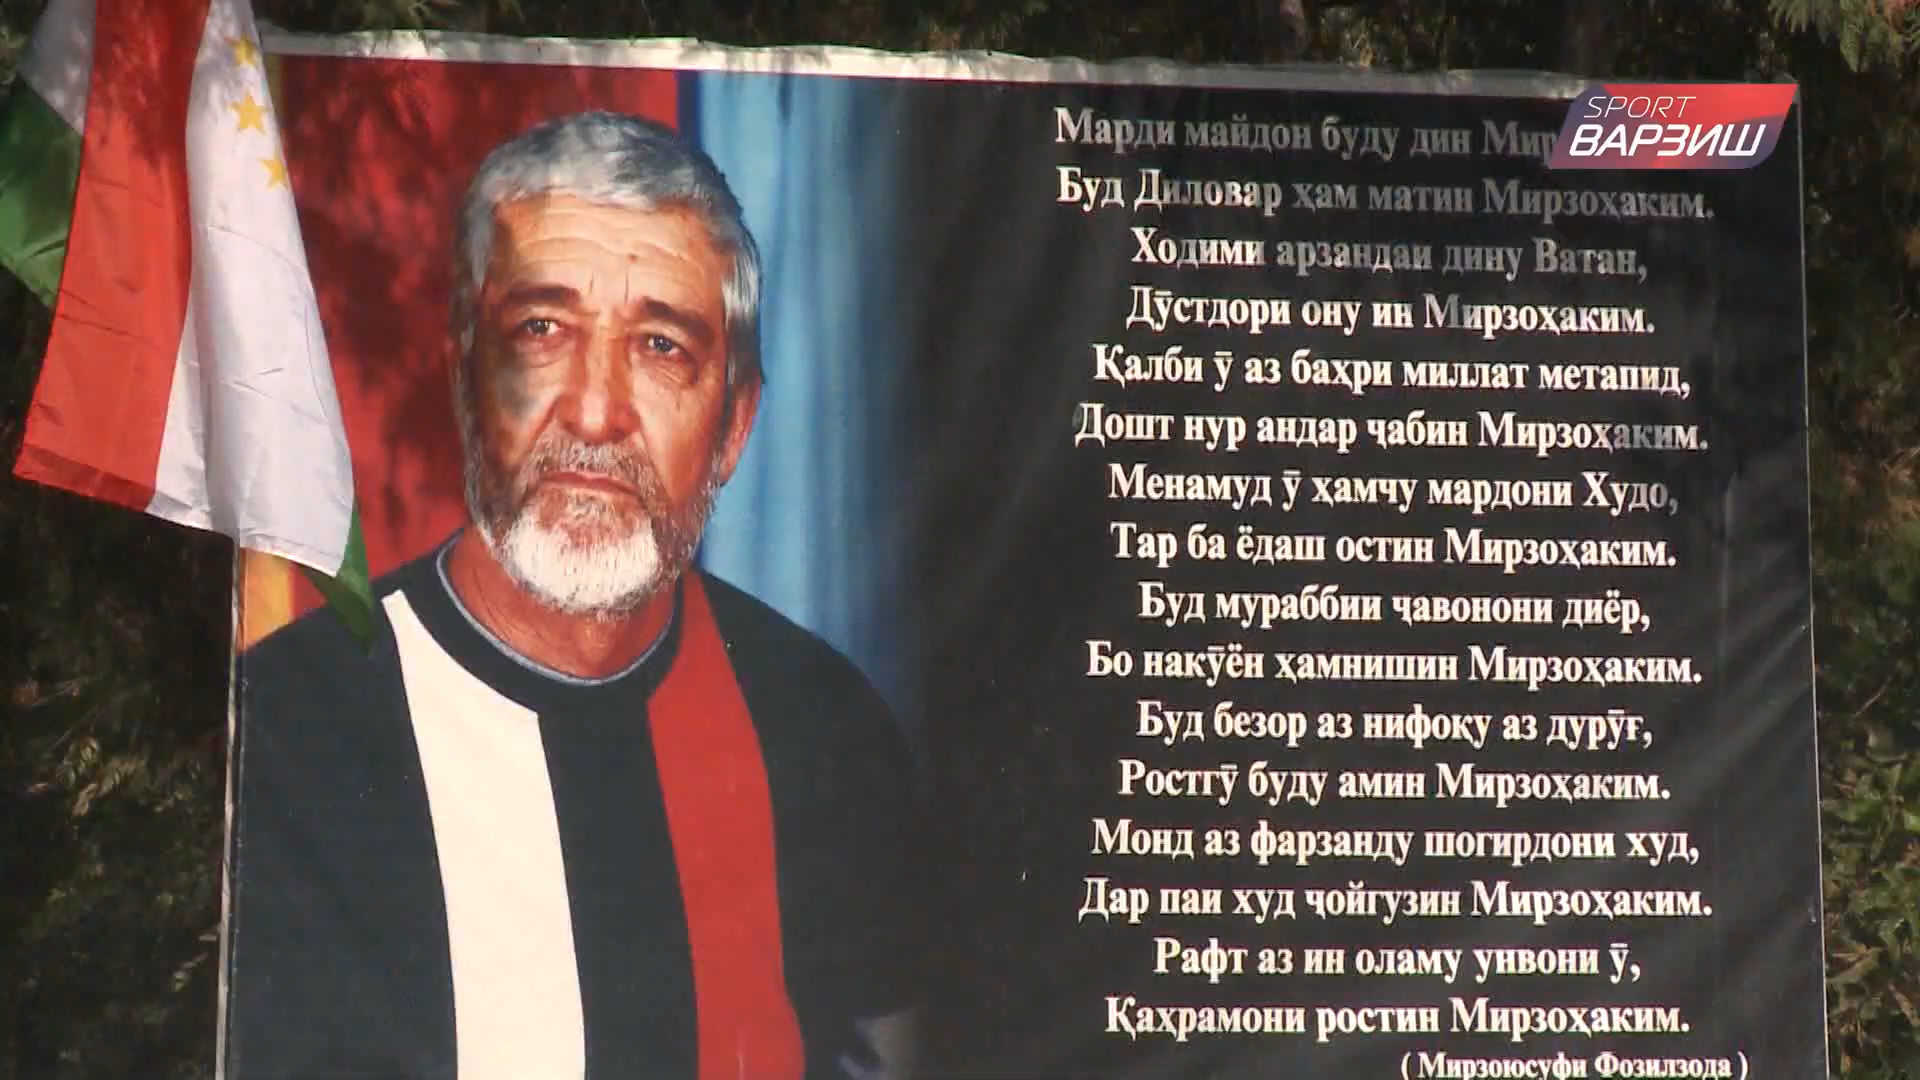 SPORT
ВАРЗИШ
Марди майдон буду дин
Буд Диловар ҳам матин Мирзоҳаким.
Ходими арзандаи дину Ватан,
Дӯстдори ону ин Мирзоҳаким.
Қалби ӯ аз баҳри миллат метапид,
Дошт нур андар ҷабин Мирзоҳаким.
Менамуд ӯ ҳамчу мардони Худо,
Тар ба ёдаш остин Мирзоҳаким.
Буд мураббии ҷавонони диёр,
Бо накӯён ҳамнишин Мирзоҳаким.
Буд безор аз нифоқу аз дурӯғ,
Ростгӯ буду амин Мирзоҳаким.
Монд аз фарзанду шогирдони худ,
Дар паи худ ҷойгузин Мирзоҳаким.
Рафт аз ин оламу унвони ӯ,
Қаҳрамони ростин Мирзоҳаким.
( Мирзоюсуфи Фозилзода )